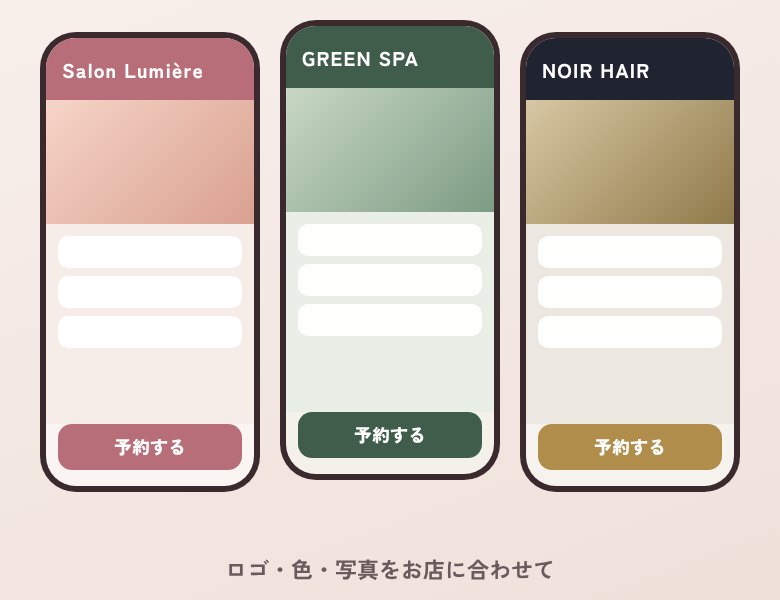 Salon Lumière
GREEN SPA
NOIR HAIR
予約する
予約する
予約する
ロゴ・色・写真をお店に合わせて